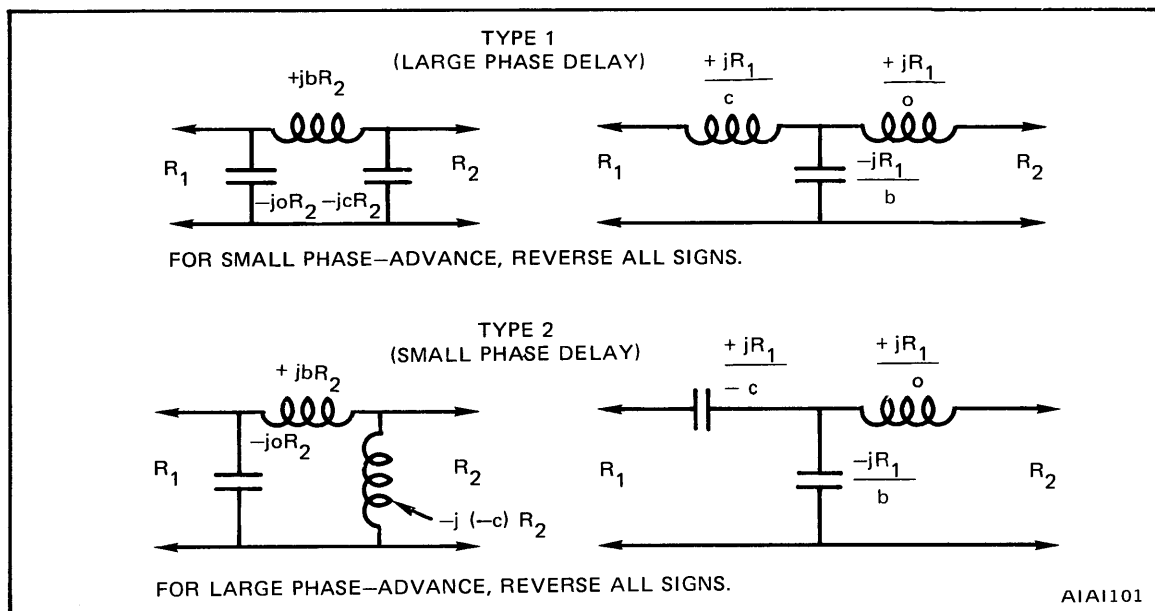 TYPE 1
(LARGE PHASE DELAY)
+jbR2
R1
R2
–joR2
–jcR2
+ jR1
c
+ jR1
o
R1
–jR1
b
R2
FOR SMALL PHASE–ADVANCE, REVERSE ALL SIGNS.
TYPE 2
(SMALL PHASE DELAY)
+ jbR2
–joR2
R1
R2
–j (–c) R2
+ jR1
– c
+ jR1
o
R1
–jR1
b
R2
FOR LARGE PHASE–ADVANCE, REVERSE ALL SIGNS.
AIAI101